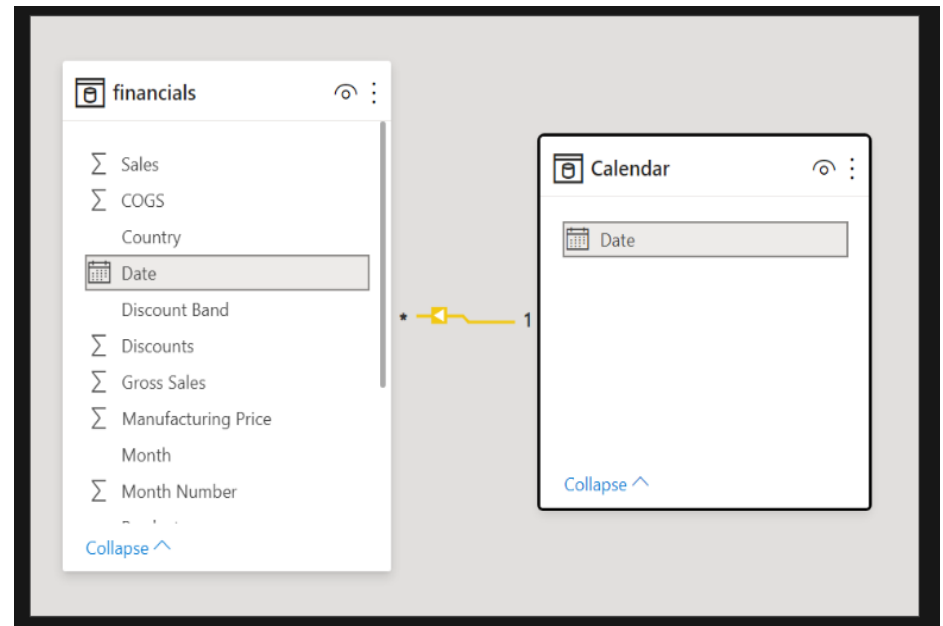 financials
Sales
COGS
Country
Date
Discount Band
Discounts
Gross Sales
Manufacturing Price
Month
Month Number
Collapse
* 1
Calendar
Date
Collapse